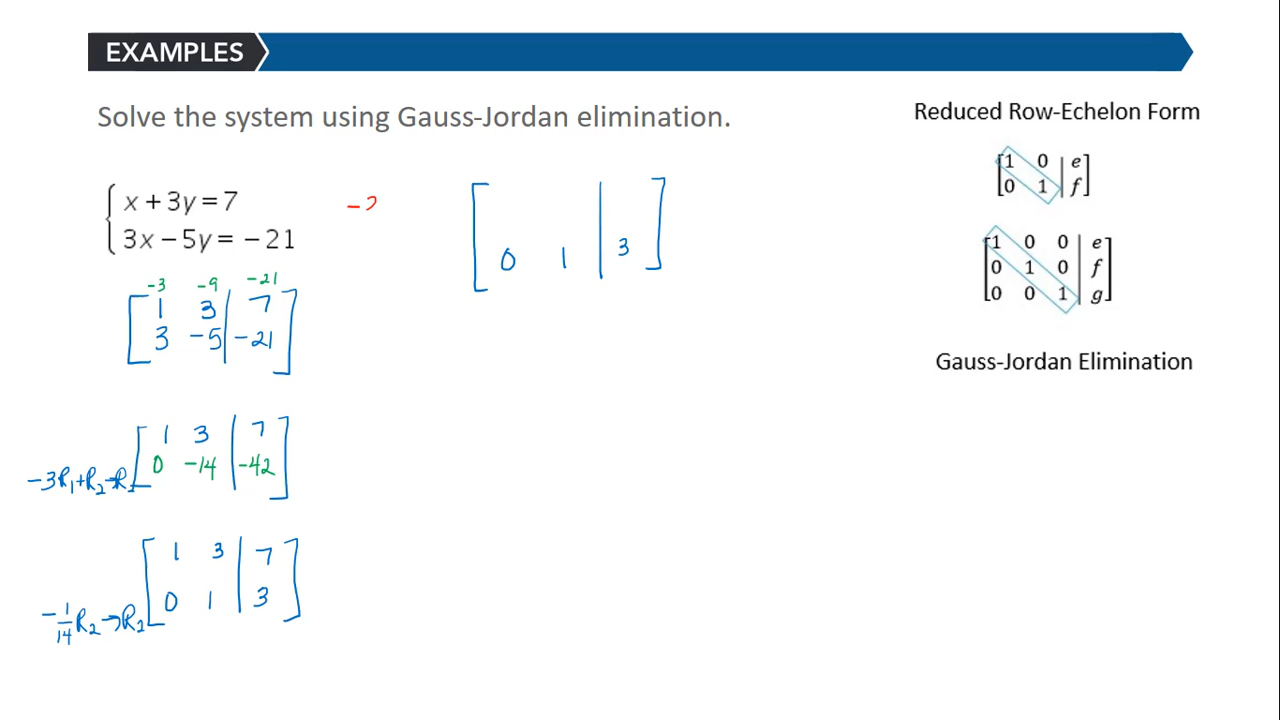 EXAMPLES
Solve the system using Gauss-Jordan elimination.
x + 3y = 7
3x − 5y = −21
−3 −9 −21
1 3 7
3 −5 −21
−3R₁+R₂→R₂
1 3 7
0 −14 −42
−1/14 R₂→R₂
1 3 7
0 1 3
0 1 3
Reduced Row-Echelon Form
1 0 e
0 1 f
1 0 0 e
0 1 0 f
0 0 1 g
Gauss-Jordan Elimination